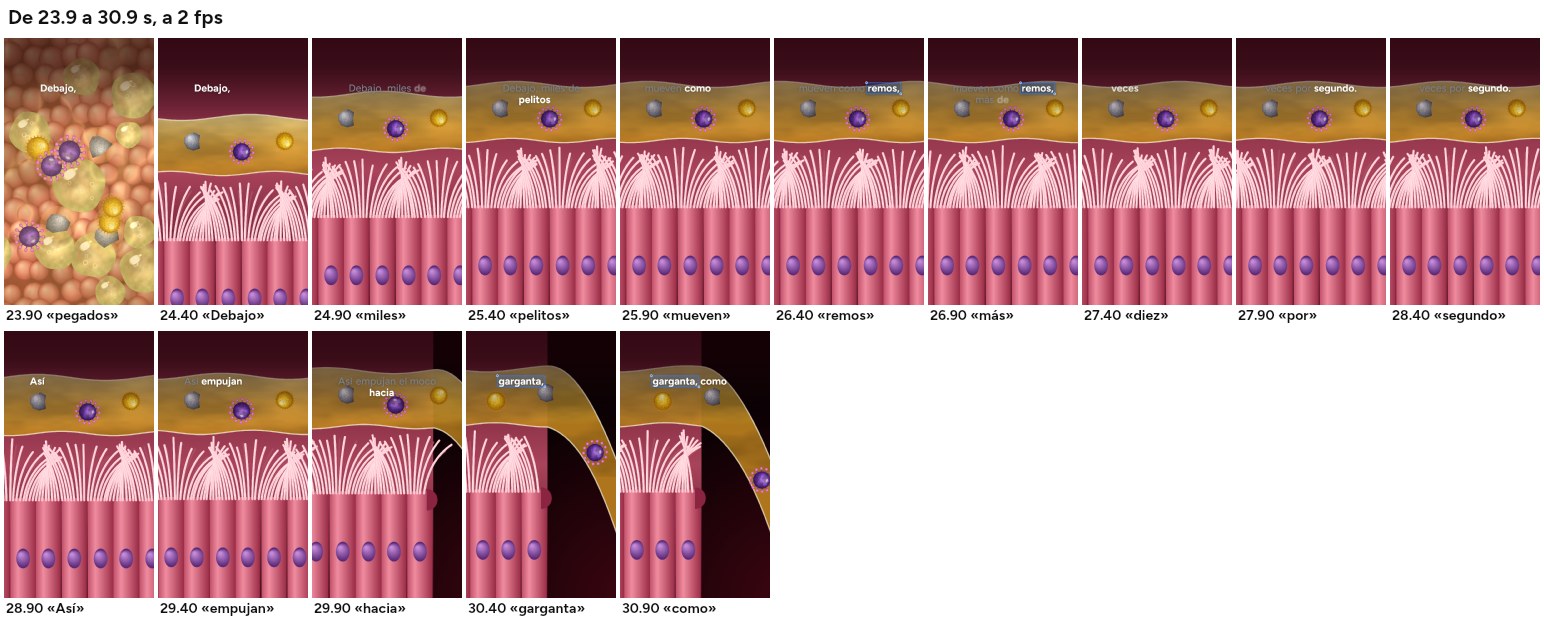 De 23.9 a 30.9 s, a 2 fps
Debajo,
Debajo,
Debajo, miles de
Debajo, miles de
pelitos
mueven como
mueven como remos,
mueven como remos,
más de
veces
veces por segundo.
veces por segundo.
23.90 «pegados»
24.40 «Debajo»
24.90 «miles»
25.40 «pelitos»
25.90 «mueven»
26.40 «remos»
26.90 «más»
27.40 «diez»
27.90 «por»
28.40 «segundo»
Así
Así empujan
Así empujan el moco
hacia
garganta,
garganta, como
28.90 «Así»
29.40 «empujan»
29.90 «hacia»
30.40 «garganta»
30.90 «como»